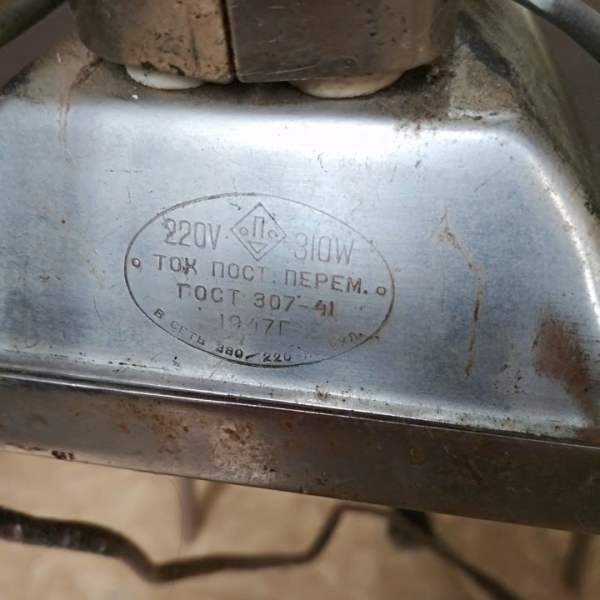 220V П 310W
ТОК ПОСТ. ПЕРЕМ.
ГОСТ 307-41
1947Г
В СЕТЬ 380/220